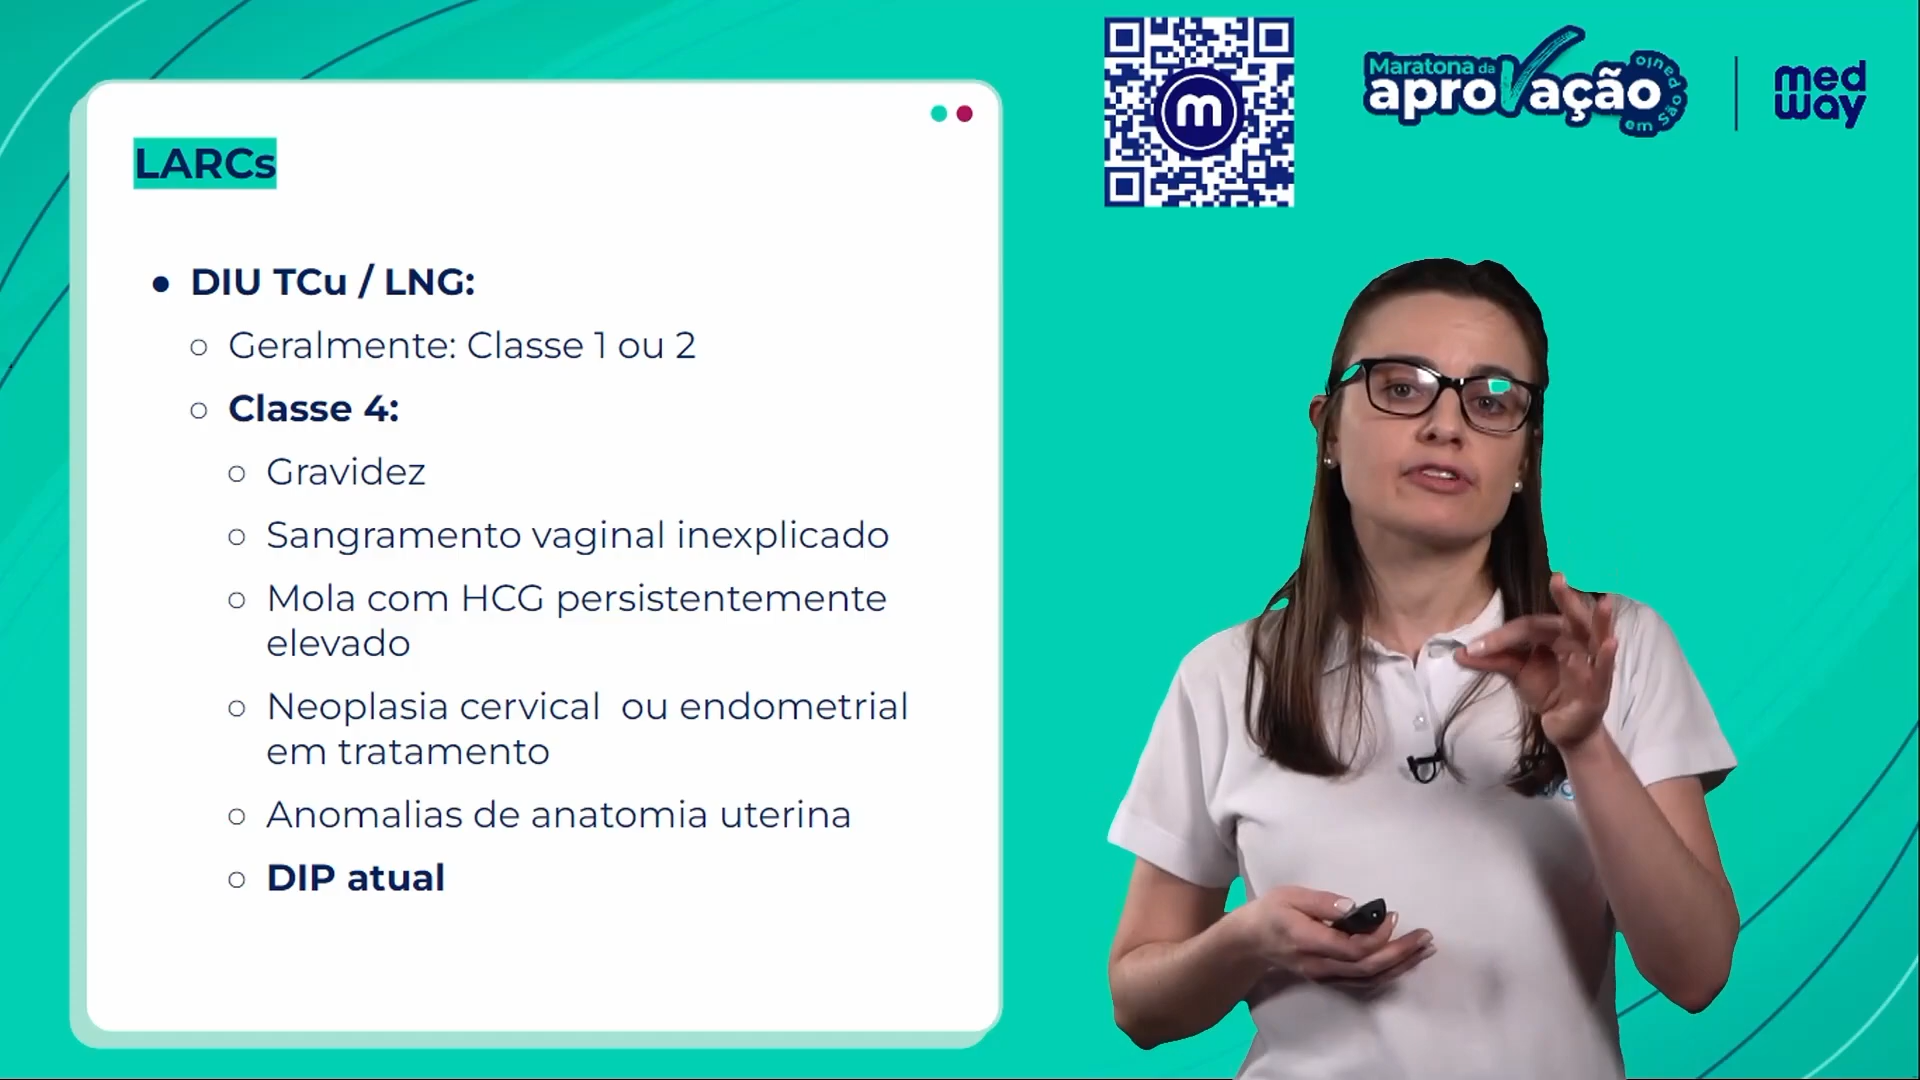 Maratona da
aprovação
em São Paulo
med
way
m
LARCs
● DIU TCu / LNG:
○ Geralmente: Classe 1 ou 2
○ Classe 4:
○ Gravidez
○ Sangramento vaginal inexplicado
○ Mola com HCG persistentemente
elevado
○ Neoplasia cervical ou endometrial
em tratamento
○ Anomalias de anatomia uterina
○ DIP atual